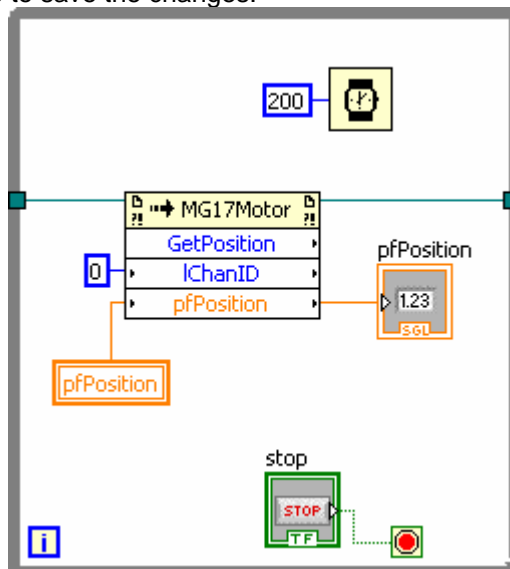 to save the changes.
200
MG17Motor
GetPosition
0
lChanID
pfPosition
pfPosition
1.23
SGL
pfPosition
stop
STOP
TF
i